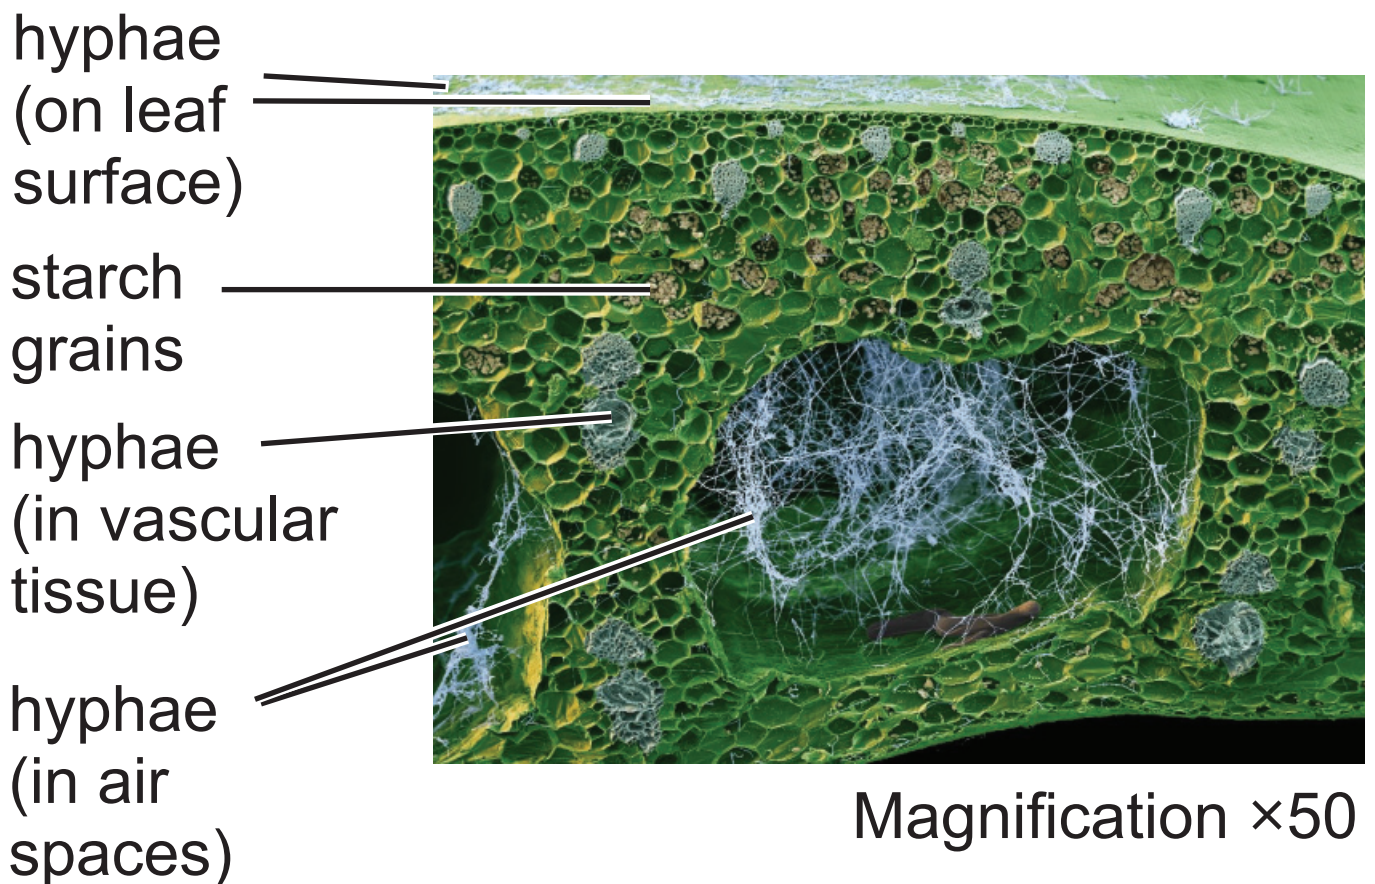 hyphae
(on leaf
surface)
starch
grains
hyphae
(in vascular
tissue)
hyphae
(in air
spaces)
Magnification ×50